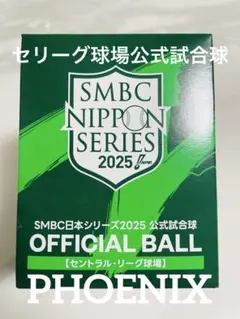 セリーグ球場公式試合球
SMBC
NIPPON
SERIES
2025
SMBC日本シリーズ2025 公式試合球
OFFICIAL BALL
【セントラル・リーグ球場】
PHOENIX